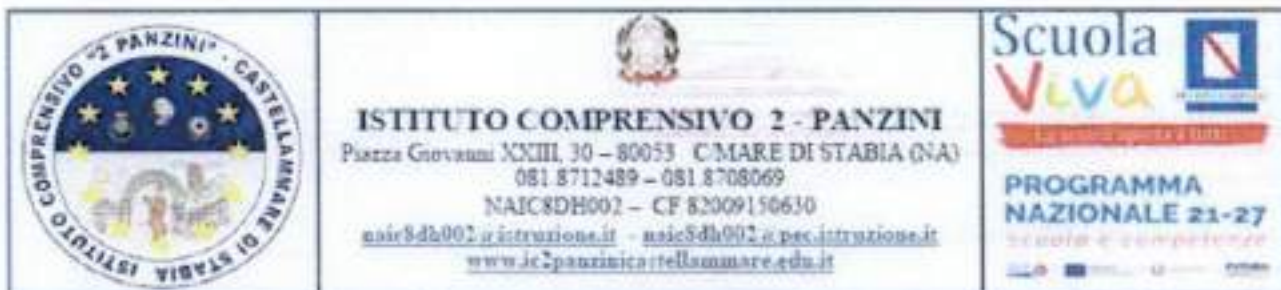 ISTITUTO COMPRENSIVO "2 PANZINI" - CASTELLAMMARE DI STABIA
ISTITUTO COMPRENSIVO 2 - PANZINI
Piazza Giovanni XXIII, 30 – 80053 C/MARE DI STABIA (NA)
081 8712489 – 081 8708069
NAIC8DH002 – CF 82009150630
naic8dh002@istruzione.it - naic8dh002@pec.istruzione.it
www.ic2panzinicastellammare.edu.it
Scuola
Viva
PROGRAMMA
NAZIONALE 21-27
scuola e competenze